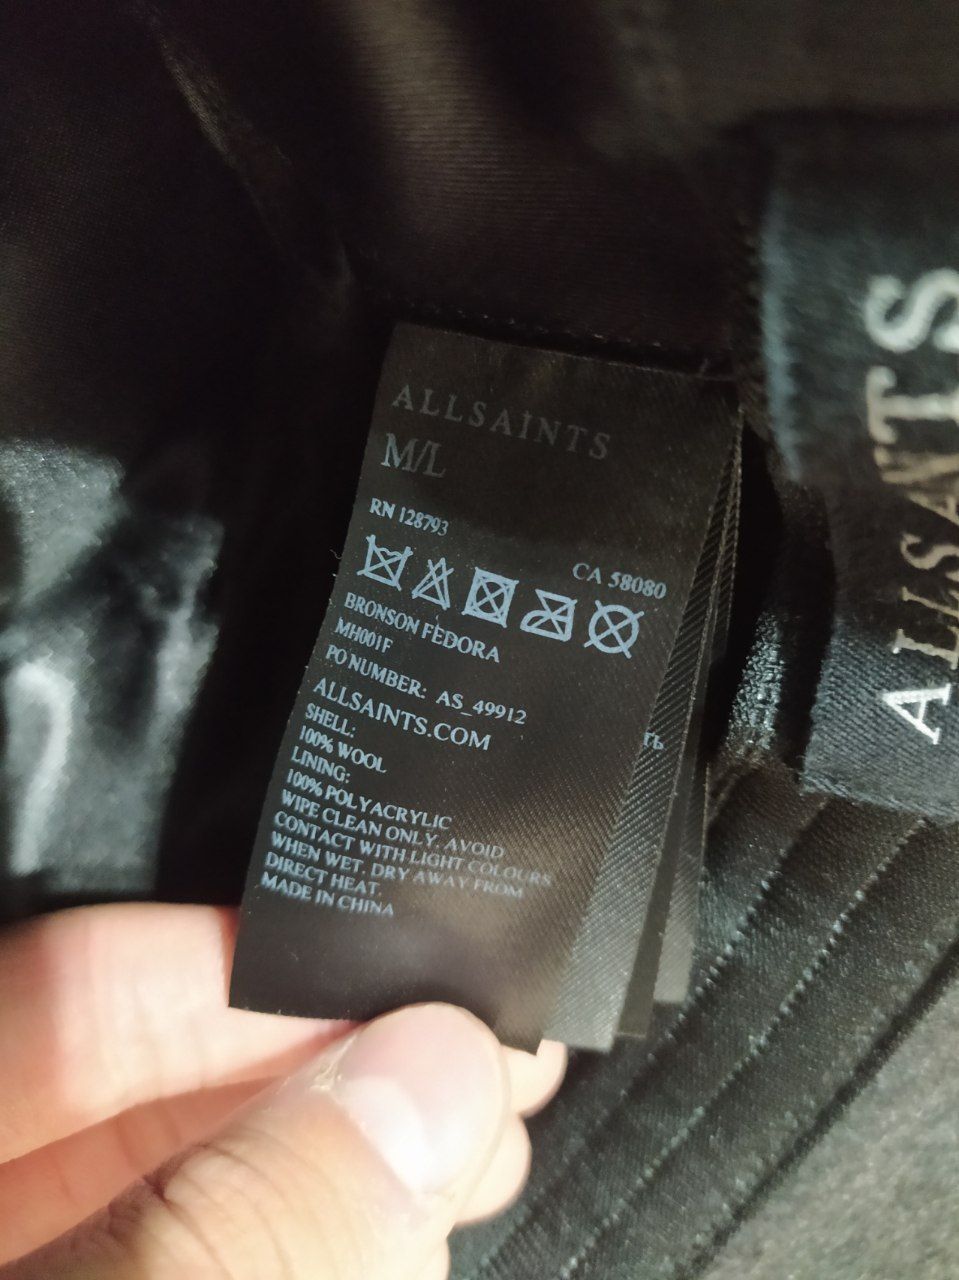 ALLSAINTS
M/L
RN 128793
CA 58080
BRONSON FEDORA
MH001F
PO NUMBER: AS_49912
ALLSAINTS.COM
SHELL:
100% WOOL
LINING:
100% POLYACRYLIC
WIPE CLEAN ONLY. AVOID
CONTACT WITH LIGHT COLOURS
WHEN WET. DRY AWAY FROM
DIRECT HEAT.
MADE IN CHINA
ALLSAINTS